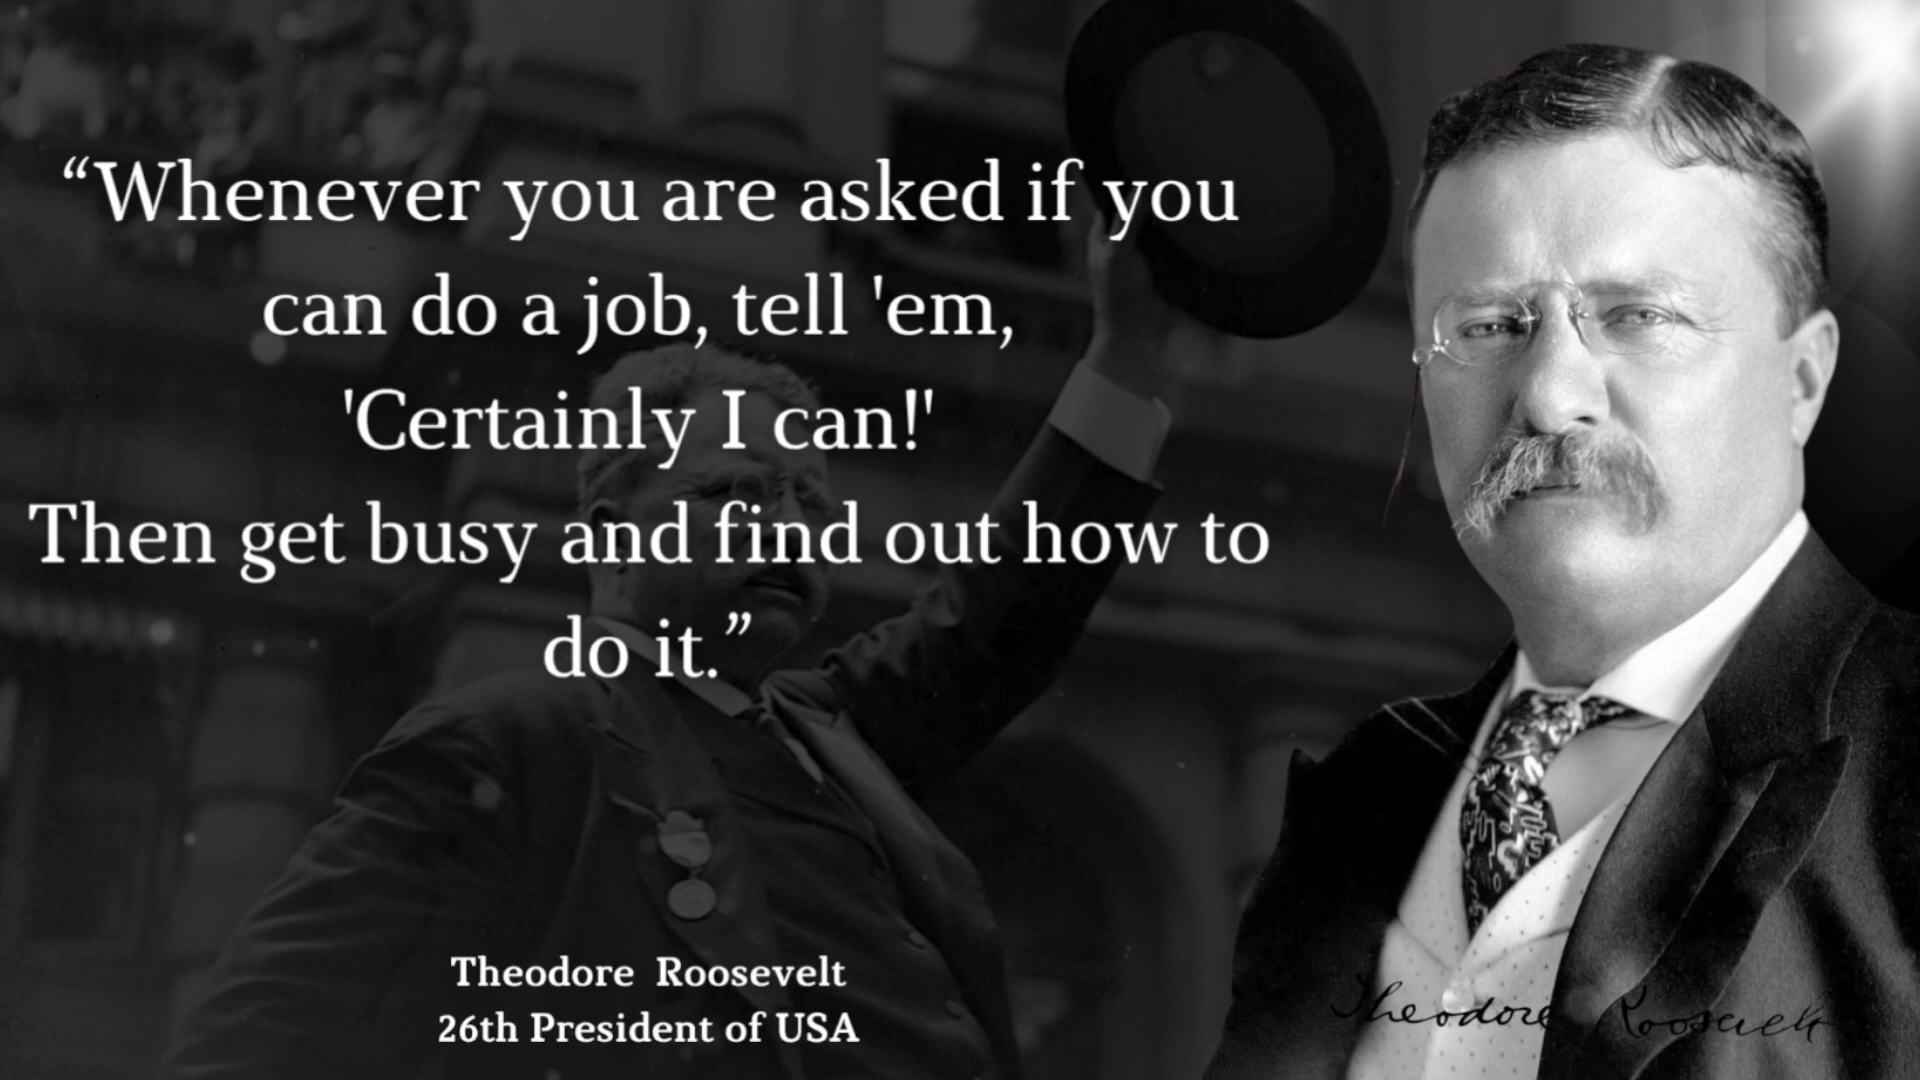 “Whenever you are asked if you
can do a job, tell 'em,
'Certainly I can!'
Then get busy and find out how to
do it.”
Theodore Roosevelt
26th President of USA
Theodore Roosevelt